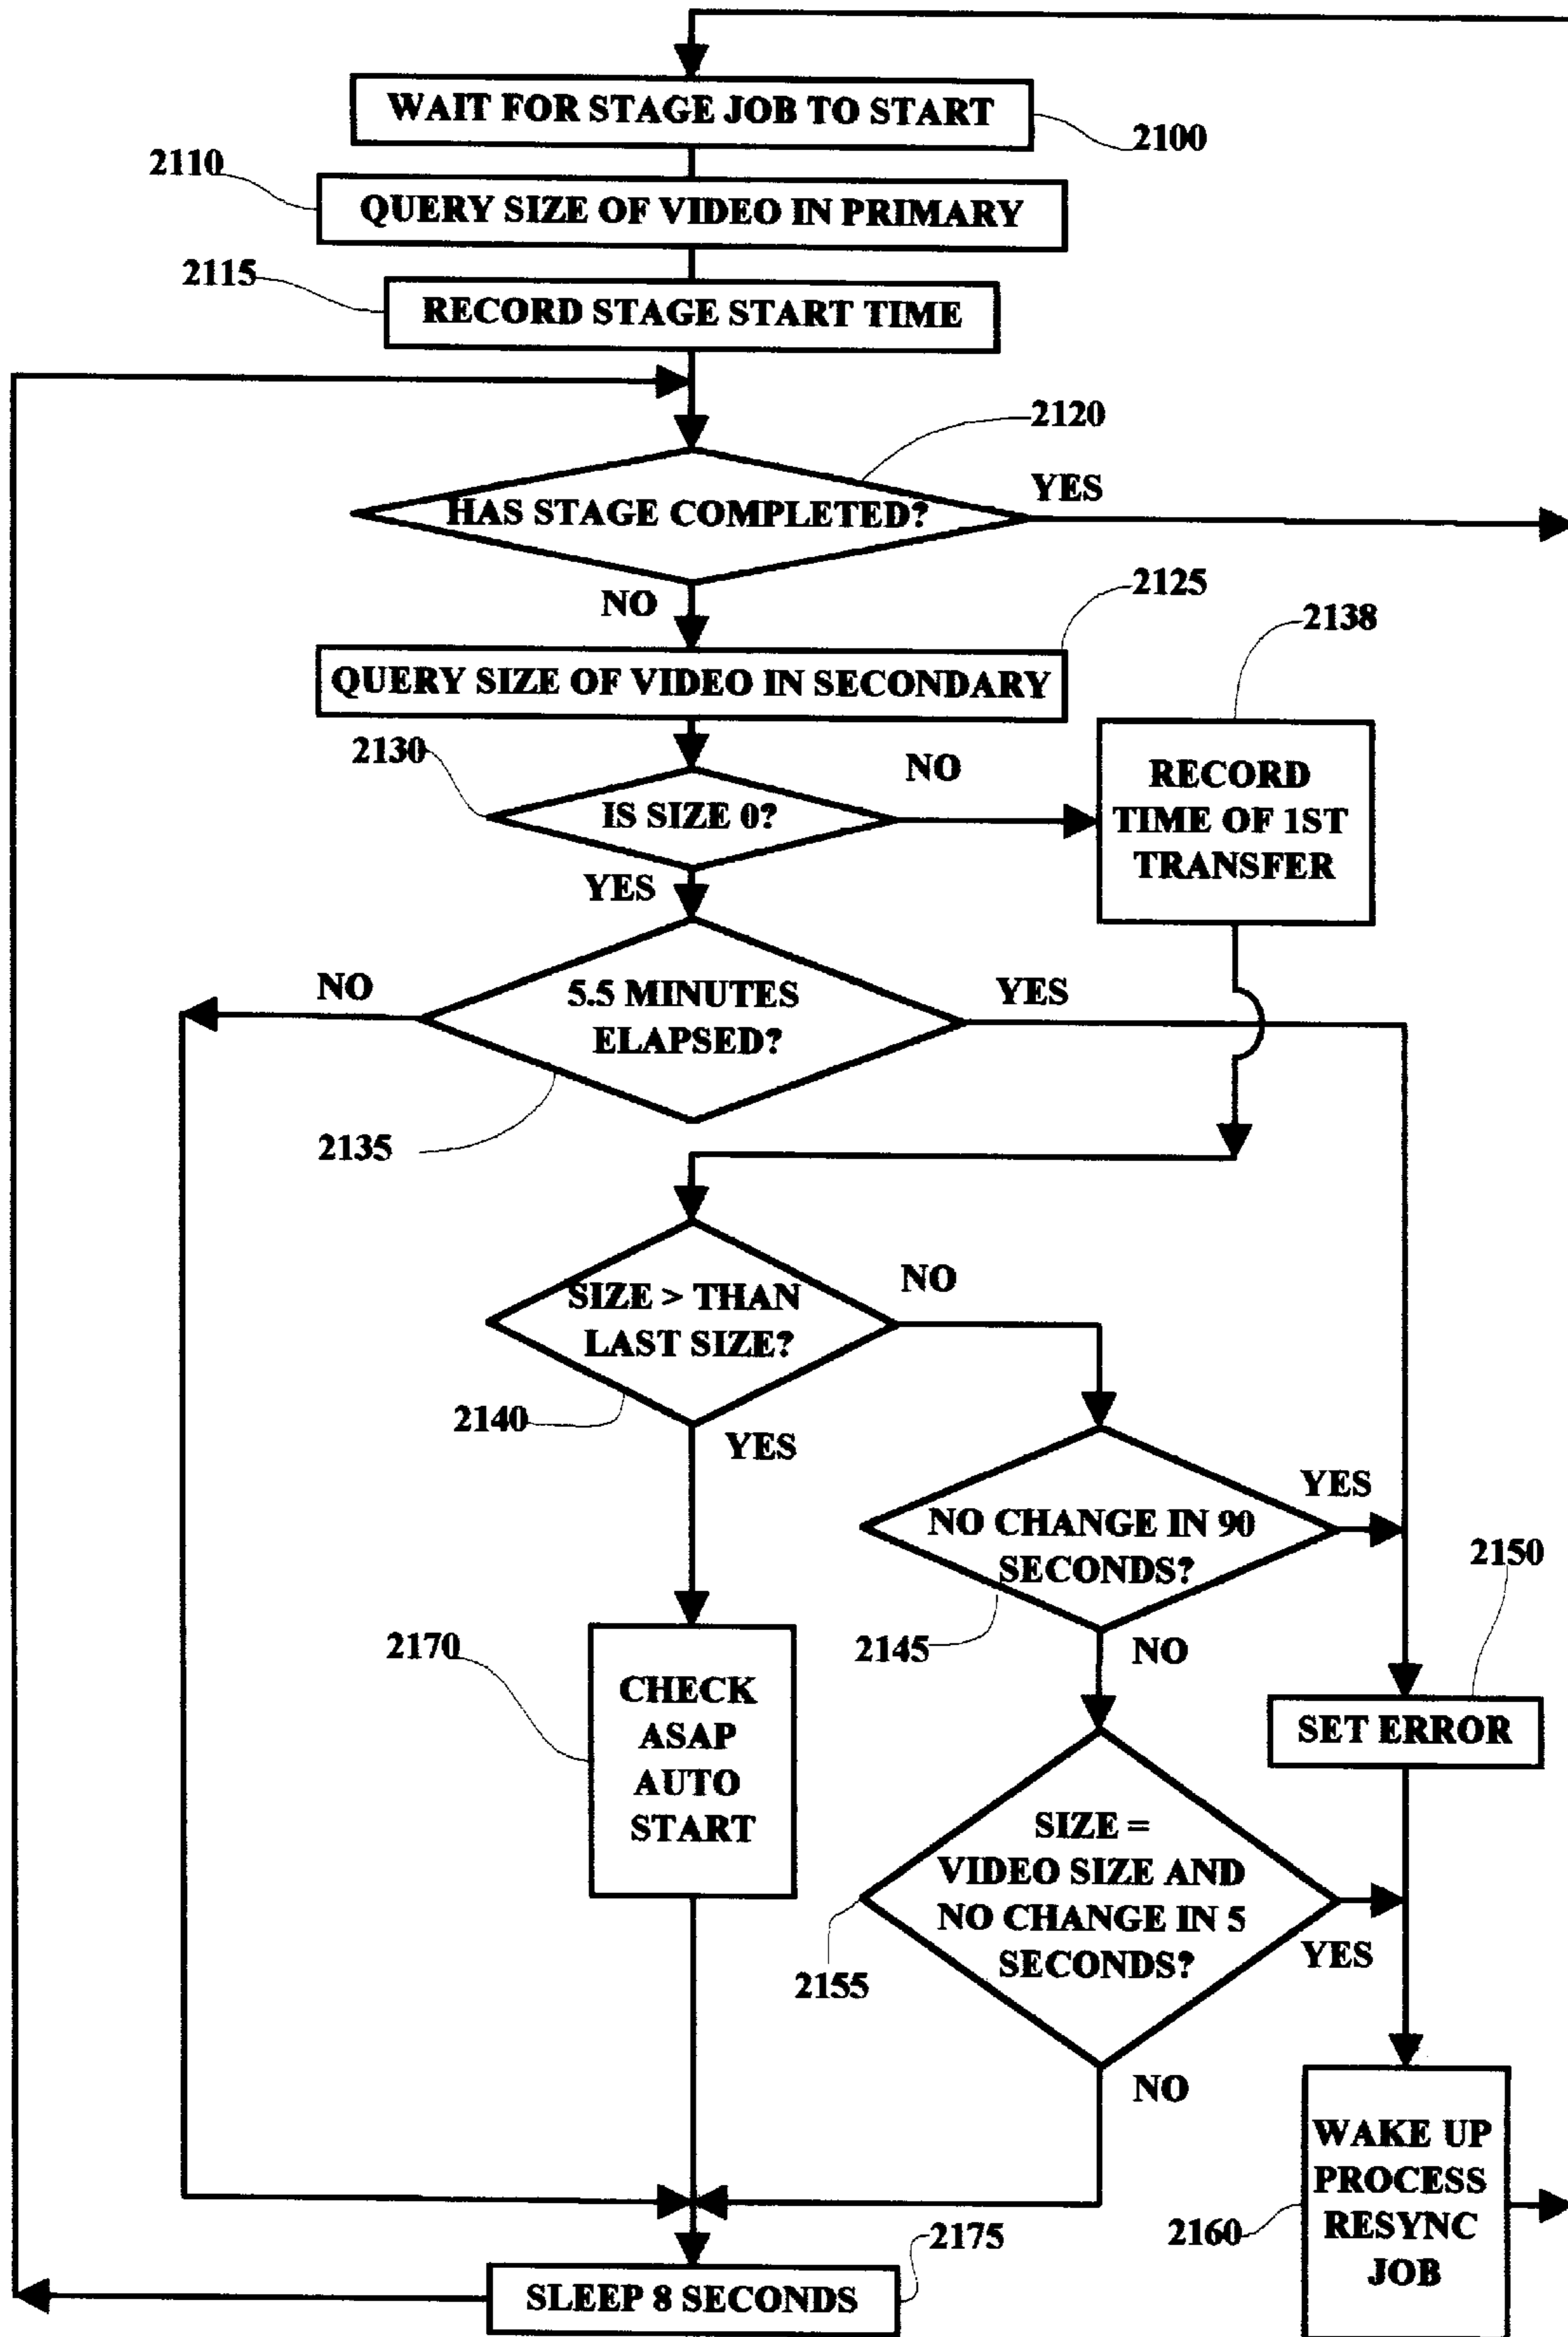 WAIT FOR STAGE JOB TO START
2100
2110
QUERY SIZE OF VIDEO IN PRIMARY
2115
RECORD STAGE START TIME
2120
HAS STAGE COMPLETED?
YES
NO
2125
QUERY SIZE OF VIDEO IN SECONDARY
2138
2130
IS SIZE 0?
NO
RECORD
TIME OF 1ST
TRANSFER
YES
NO
5.5 MINUTES
ELAPSED?
YES
2135
SIZE > THAN
LAST SIZE?
NO
2140
YES
NO CHANGE IN 90
SECONDS?
YES
2145
NO
2150
SET ERROR
2170
CHECK
ASAP
AUTO
START
SIZE =
VIDEO SIZE AND
NO CHANGE IN 5
SECONDS?
YES
2155
NO
WAKE UP
PROCESS
RESYNC
JOB
2160
2175
SLEEP 8 SECONDS